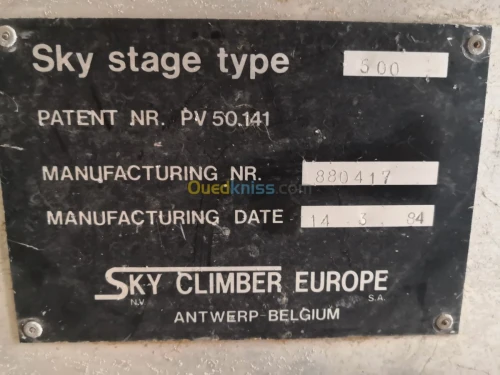 Sky stage type 500
PATENT NR. PV 50.141
MANUFACTURING NR. 880417
Ouedkniss.com
MANUFACTURING DATE 14 . 3 . 84
SKY CLIMBER EUROPE
N.V. S.A.
ANTWERP-BELGIUM